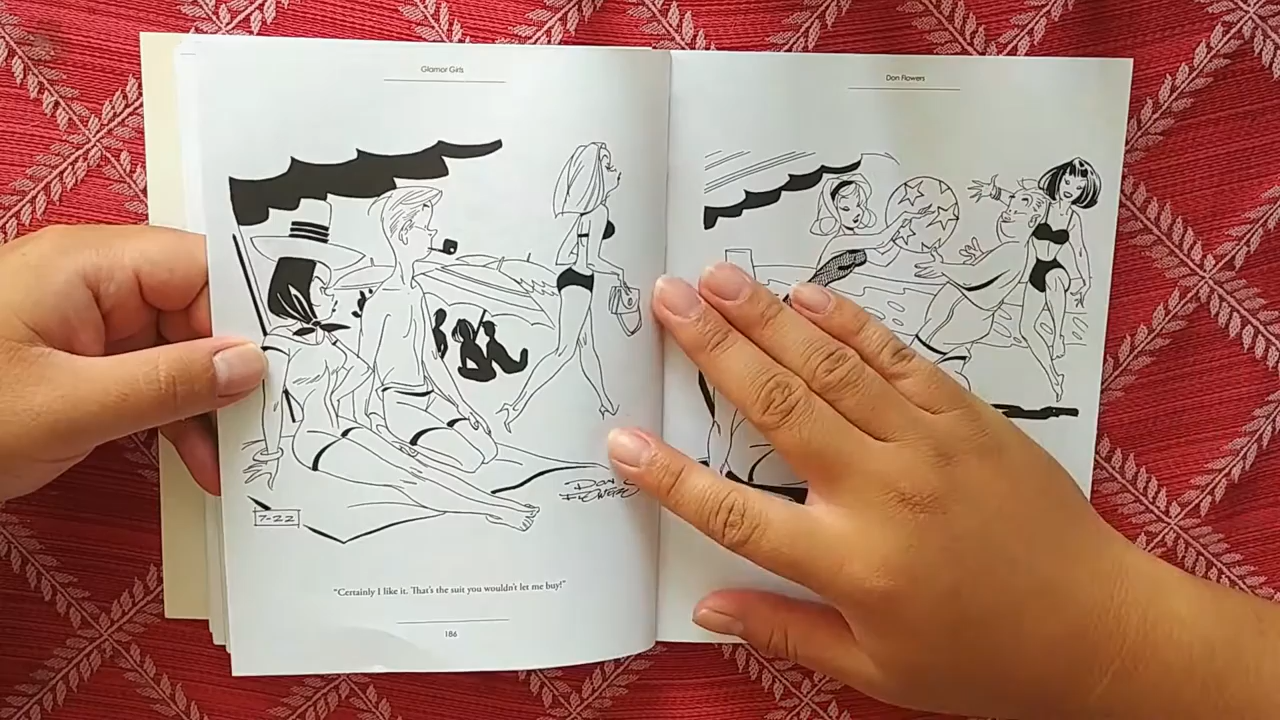 Glamor Girls
Don Flowers
DON
FLOWERS
7-22
"Certainly I like it. That's the suit you wouldn't let me buy!"
186